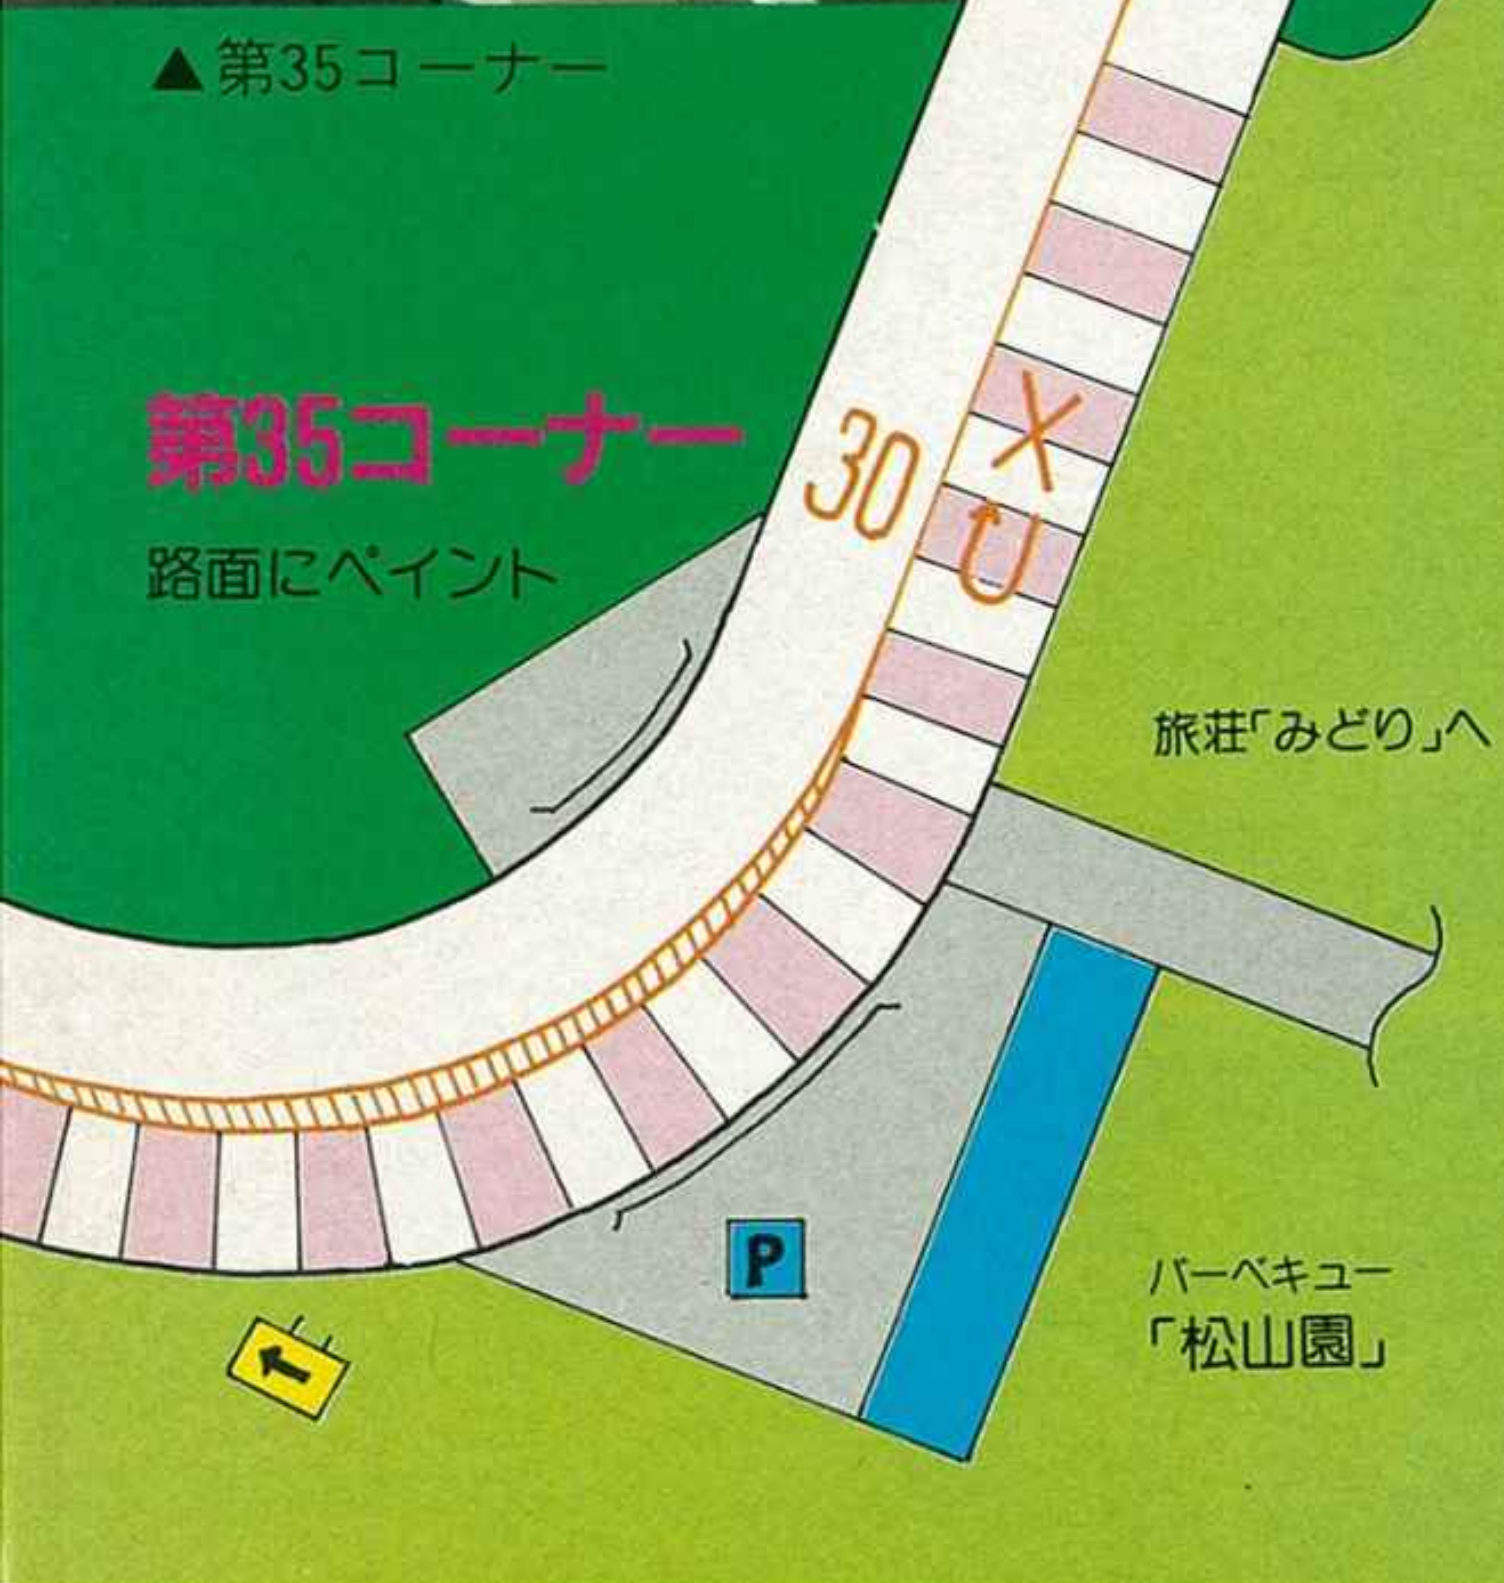 ▲第35コーナー
第35コーナー
路面にペイント
30
旅荘「みどり」へ
P
バーベキュー
「松山園」